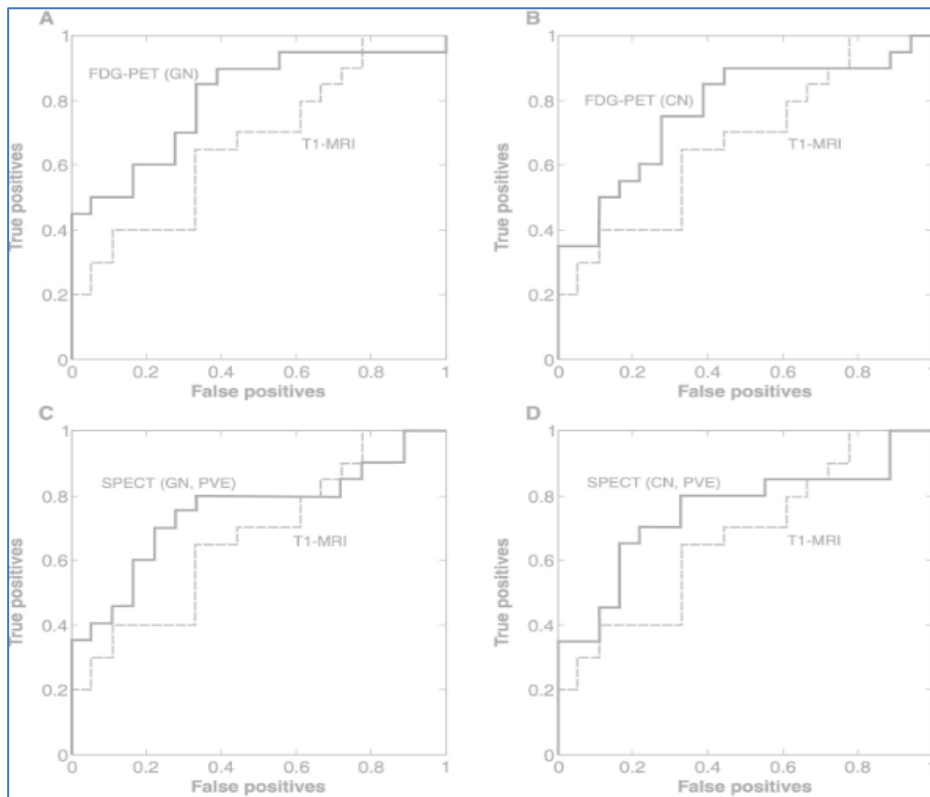 A
True positives
1
0.8
0.6
0.4
0.2
0
FDG-PET (GN)
T1-MRI
0 0.2 0.4 0.6 0.8 1
False positives
B
True positives
1
0.8
0.6
0.4
0.2
0
FDG-PET (CN)
T1-MRI
0 0.2 0.4 0.6 0.8 1
False positives
C
True positives
1
0.8
0.6
0.4
0.2
0
SPECT (GN, PVE)
T1-MRI
0 0.2 0.4 0.6 0.8 1
False positives
D
True positives
1
0.8
0.6
0.4
0.2
0
SPECT (CN, PVE)
T1-MRI
0 0.2 0.4 0.6 0.8 1
False positives